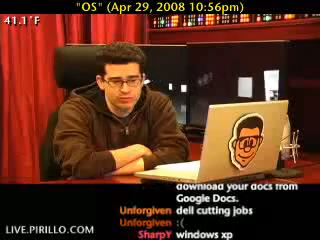 "OS" (Apr 29, 2008 10:56pm)
41.1°F
download your docs from
Google Docs.
Unforgiven dell cutting jobs
Unforgiven :(
SharpY windows xp
LIVE.PIRILLO.COM